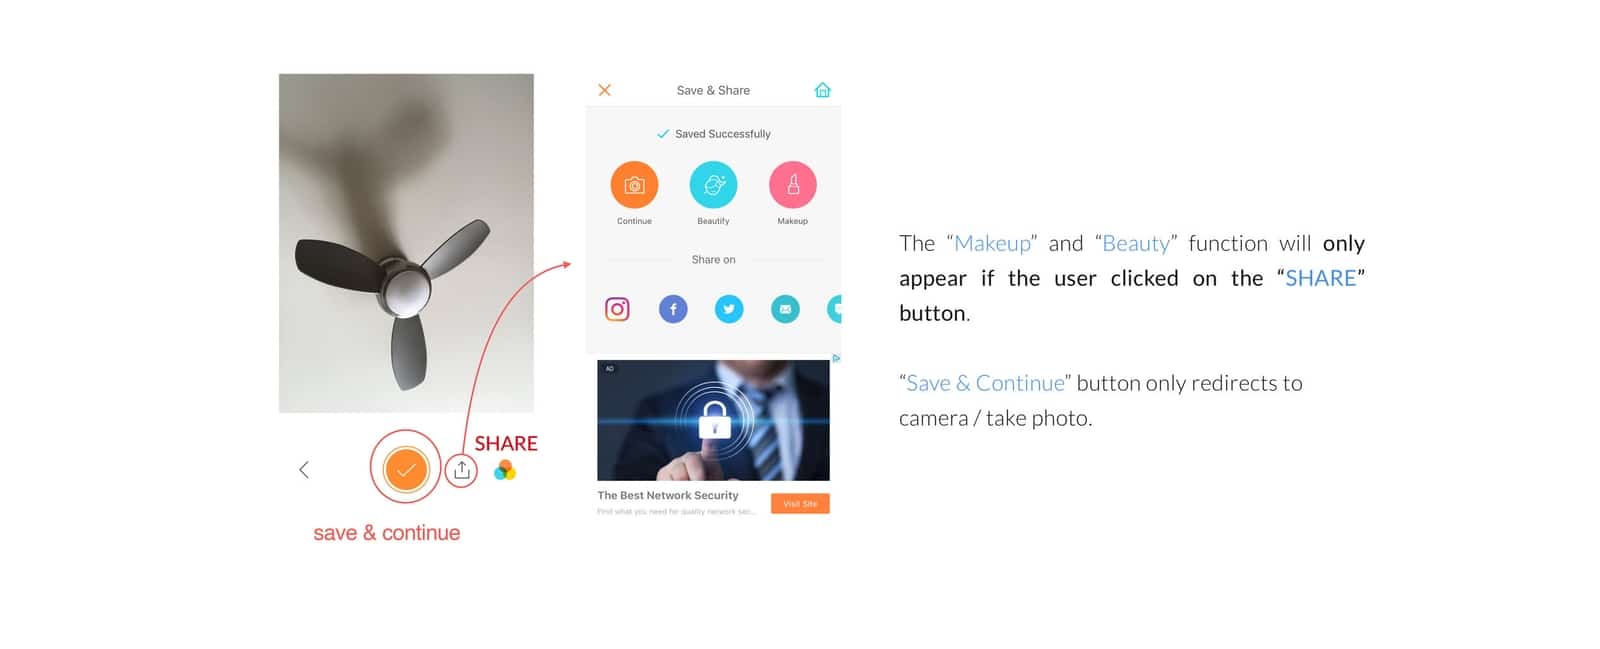 SHARE
save & continue
Save & Share
Saved Successfully
Continue
Beautify
Makeup
Share on
AD
The Best Network Security
Find what you need for quality network sec...
Visit Site
The “Makeup” and “Beauty” function will only
appear if the user clicked on the “SHARE”
button.
“Save & Continue” button only redirects to
camera / take photo.